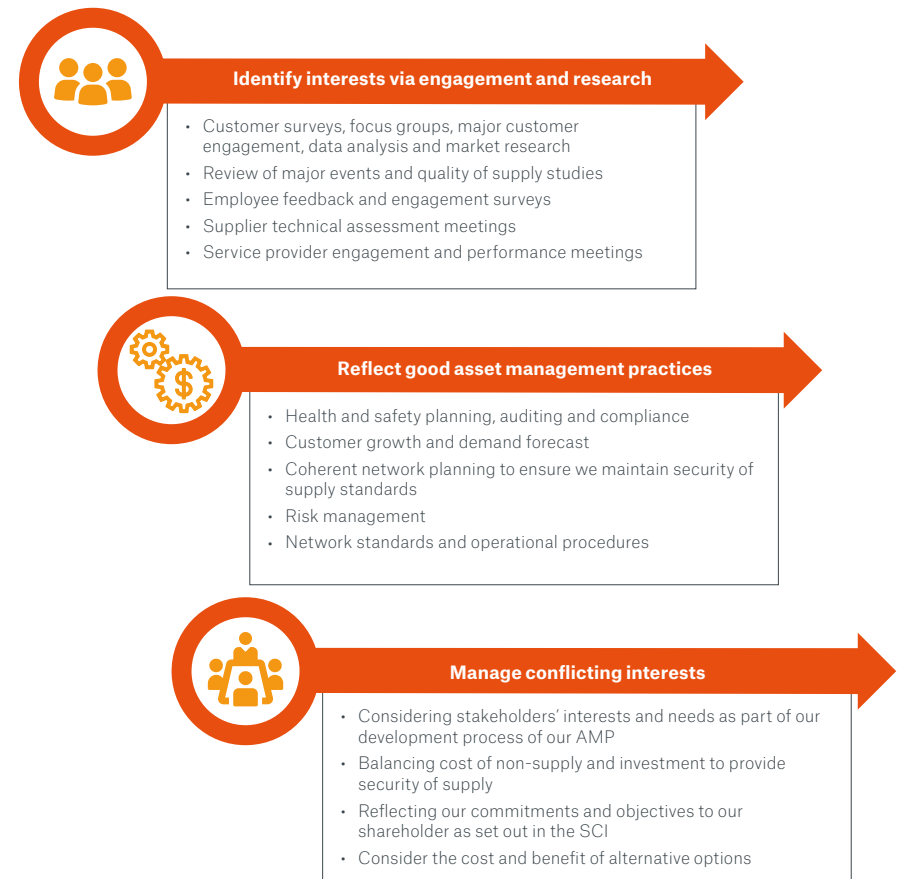 Identify interests via engagement and research
• Customer surveys, focus groups, major customer
engagement, data analysis and market research
• Review of major events and quality of supply studies
• Employee feedback and engagement surveys
• Supplier technical assessment meetings
• Service provider engagement and performance meetings
$
Reflect good asset management practices
• Health and safety planning, auditing and compliance
• Customer growth and demand forecast
• Coherent network planning to ensure we maintain security of
supply standards
• Risk management
• Network standards and operational procedures
Manage conflicting interests
• Considering stakeholders’ interests and needs as part of our
development process of our AMP
• Balancing cost of non-supply and investment to provide
security of supply
• Reflecting our commitments and objectives to our
shareholder as set out in the SCI
• Consider the cost and benefit of alternative options